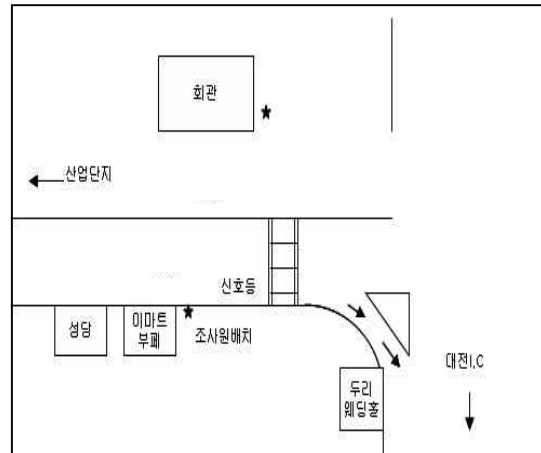 회관
산업단지
신호등
성당
이마트
부페
조사원배치
두리
웨딩홀
대전I.C